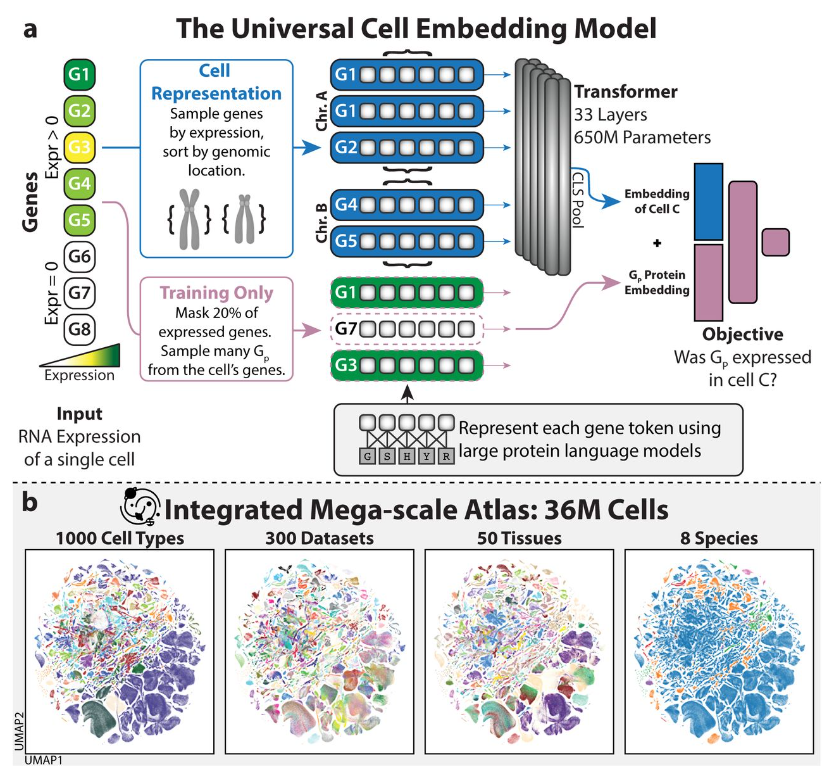 a
The Universal Cell Embedding Model
Genes
Expr > 0
Expr = 0
G1
G2
G3
G4
G5
G6
G7
G8
Expression
Input
RNA Expression
of a single cell
Cell
Representation
Sample genes
by expression,
sort by genomic
location.
Training Only
Mask 20% of
expressed genes.
Sample many Gp
from the cell's genes.
Chr. A
G1
G1
G2
Chr. B
G4
G5
G1
G7
G3
Transformer
33 Layers
650M Parameters
CLS Pool
Embedding
of Cell C
+
Gp Protein
Embedding
Objective
Was Gp expressed
in cell C?
G S H Y R
Represent each gene token using
large protein language models
b
Integrated Mega-scale Atlas: 36M Cells
1000 Cell Types
300 Datasets
50 Tissues
8 Species
UMAP2
UMAP1